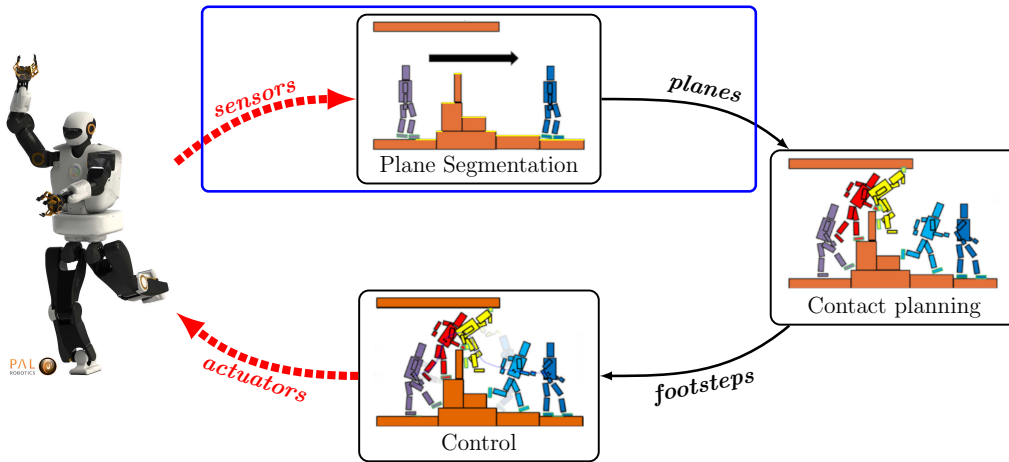 sensors
Plane Segmentation
planes
Contact planning
footsteps
Control
actuators
PAL
ROBOTICS